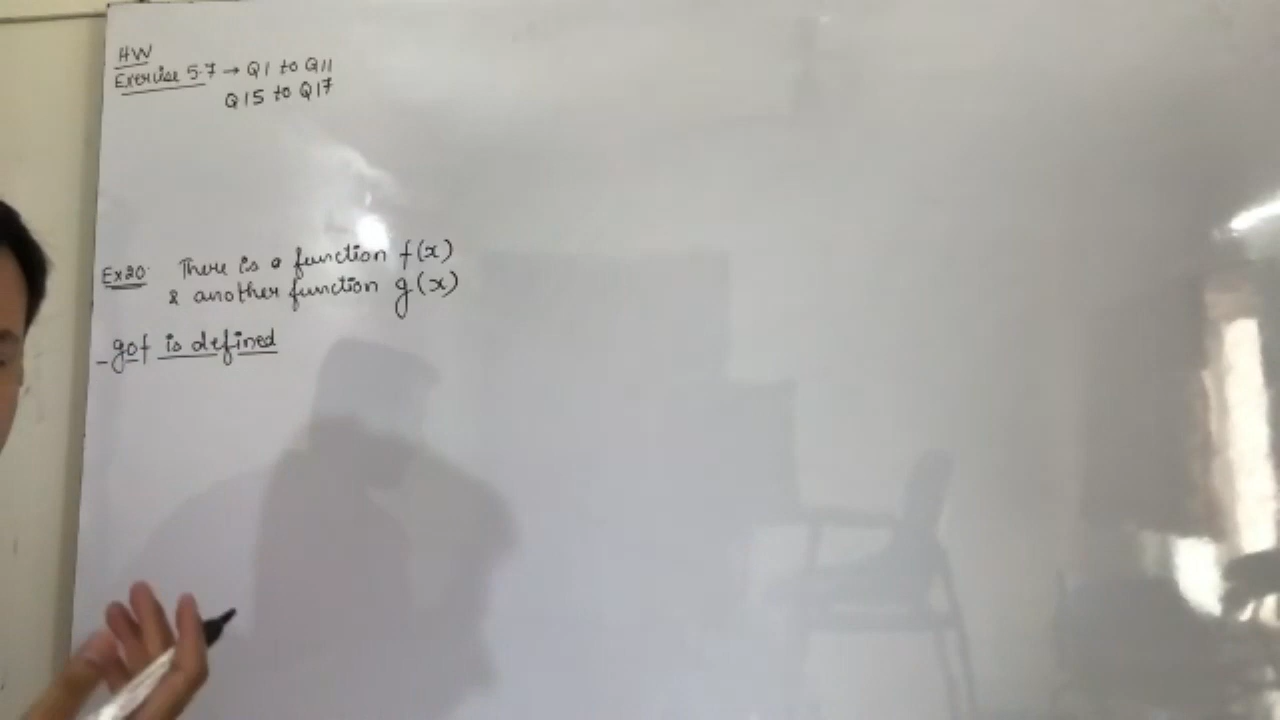 HW
Exercise 5.7 → Q1 to Q11
Q15 to Q17
Ex20. There is a function f(x)
& another function g(x)
- gof is defined